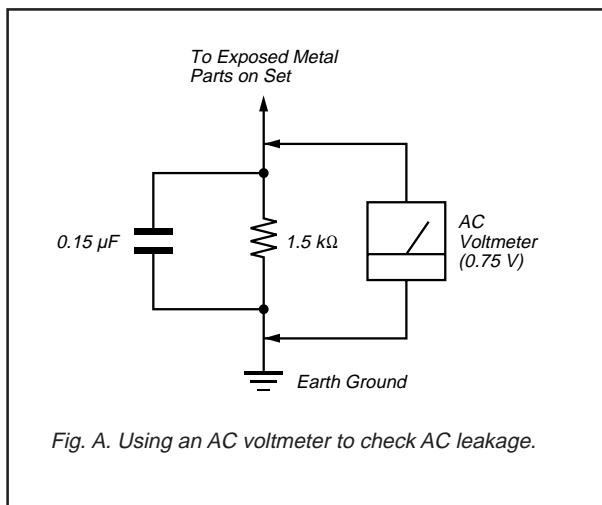 To Exposed Metal
Parts on Set
0.15 µF
1.5 kΩ
AC
Voltmeter
(0.75 V)
Earth Ground
Fig. A. Using an AC voltmeter to check AC leakage.